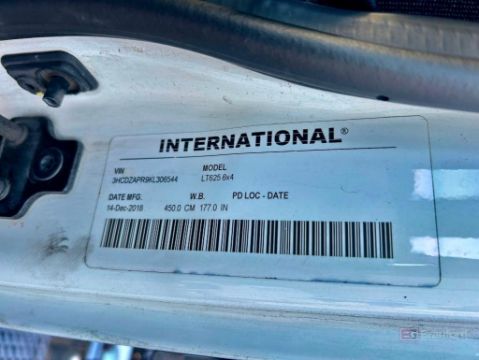 INTERNATIONAL®
VIN MODEL
3HCDZAPR9KL306544 LT625 6x4
DATE MFG. W.B. PD LOC - DATE
14-Dec-2018 450.0 CM 177.0 IN